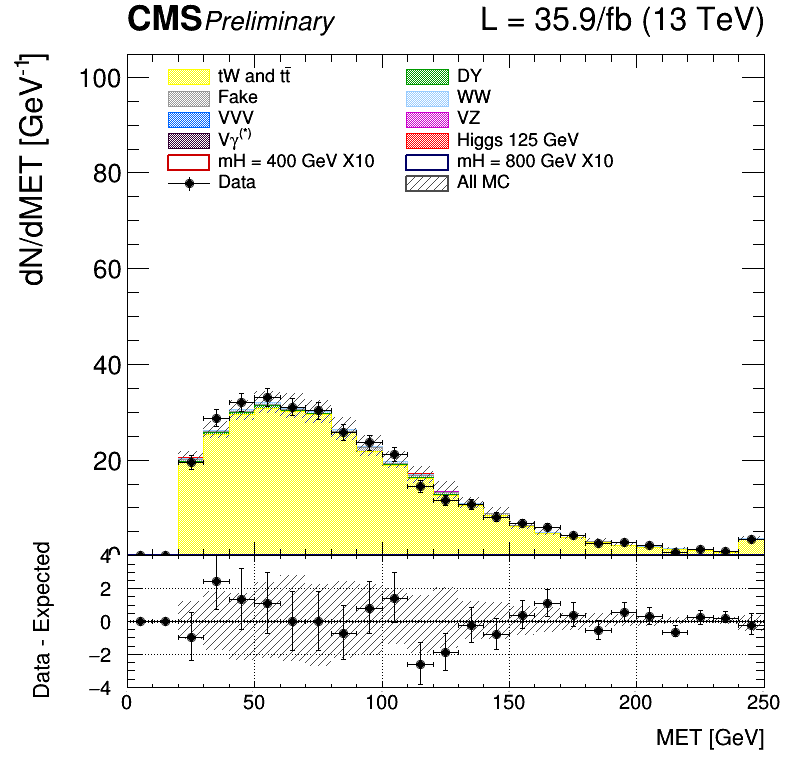 CMS Preliminary L = 35.9/fb (13 TeV)
dN/dMET [GeV⁻¹]
100
80
60
40
20
0
tW and tt̄ DY
Fake WW
VVV VZ
Vγ(*) Higgs 125 GeV
mH = 400 GeV X10 mH = 800 GeV X10
Data All MC
Data - Expected
4
2
0
−2
−4
0 50 100 150 200 250
MET [GeV]